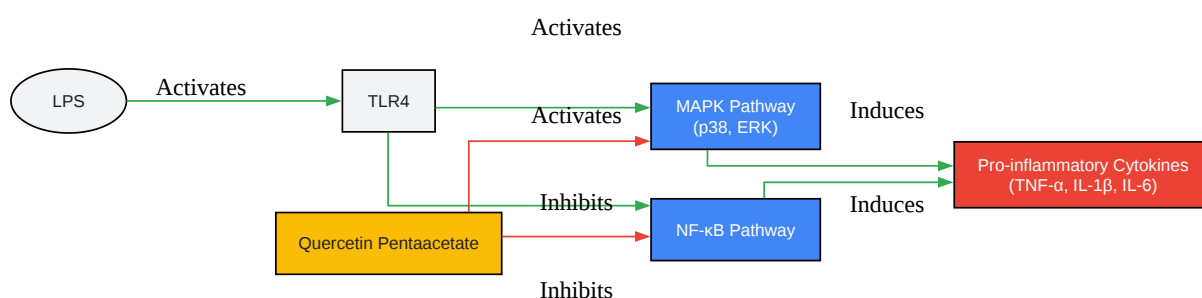 Activates
LPS
Activates
TLR4
MAPK Pathway
(p38, ERK)
Activates
Induces
Pro-inflammatory Cokines
(TNF-α, IL-1β, IL-6)
Inhibits
Induces
Quercetin Pentaacetate
NF-κB Pathway
Inhibits